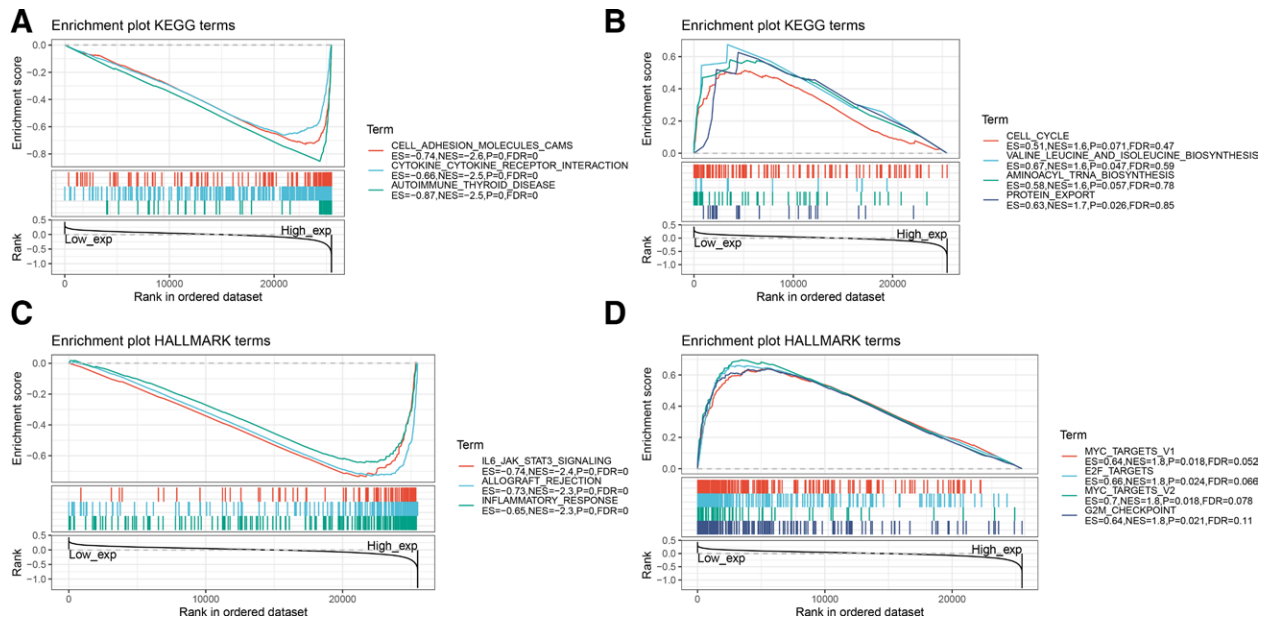 A
Enrichment plot KEGG terms
Enrichment score
0.0
−0.2
−0.4
−0.6
−0.8
Term
CELL_ADHESION_MOLECULES_CAMS
ES=−0.74,NES=−2.6,P=0,FDR=0
CYTOKINE_CYTOKINE_RECEPTOR_INTERACTION
ES=−0.66,NES=−2.5,P=0,FDR=0
AUTOIMMUNE_THYROID_DISEASE
ES=−0.87,NES=−2.5,P=0,FDR=0
Rank
0.5
0.0
−0.5
−1.0
Low_exp
High_exp
0 10000 20000
Rank in ordered dataset
B
Enrichment plot KEGG terms
Enrichment score
0.6
0.4
0.2
0.0
Term
CELL_CYCLE
ES=0.51,NES=1.6,P=0.071,FDR=0.47
VALINE_LEUCINE_AND_ISOLEUCINE_BIOSYNTHESIS
ES=0.67,NES=1.6,P=0.047,FDR=0.59
AMINOACYL_TRNA_BIOSYNTHESIS
ES=0.58,NES=1.6,P=0.057,FDR=0.78
PROTEIN_EXPORT
ES=0.63,NES=1.7,P=0.026,FDR=0.85
Rank
0.5
0.0
−0.5
−1.0
Low_exp
High_exp
0 10000 20000
Rank in ordered dataset
C
Enrichment plot HALLMARK terms
Enrichment score
0.0
−0.2
−0.4
−0.6
Term
IL6_JAK_STAT3_SIGNALING
ES=−0.74,NES=−2.4,P=0,FDR=0
ALLOGRAFT_REJECTION
ES=−0.73,NES=−2.3,P=0,FDR=0
INFLAMMATORY_RESPONSE
ES=−0.65,NES=−2.3,P=0,FDR=0
Rank
0.5
0.0
−0.5
−1.0
Low_exp
High_exp
0 10000 20000
Rank in ordered dataset
D
Enrichment plot HALLMARK terms
Enrichment score
0.6
0.4
0.2
0.0
Term
MYC_TARGETS_V1
ES=0.64,NES=1.8,P=0.018,FDR=0.052
E2F_TARGETS
ES=0.66,NES=1.8,P=0.024,FDR=0.066
MYC_TARGETS_V2
ES=0.7,NES=1.8,P=0.018,FDR=0.078
G2M_CHECKPOINT
ES=0.64,NES=1.8,P=0.021,FDR=0.11
Rank
0.5
0.0
−0.5
−1.0
Low_exp
High_exp
0 10000 20000
Rank in ordered dataset